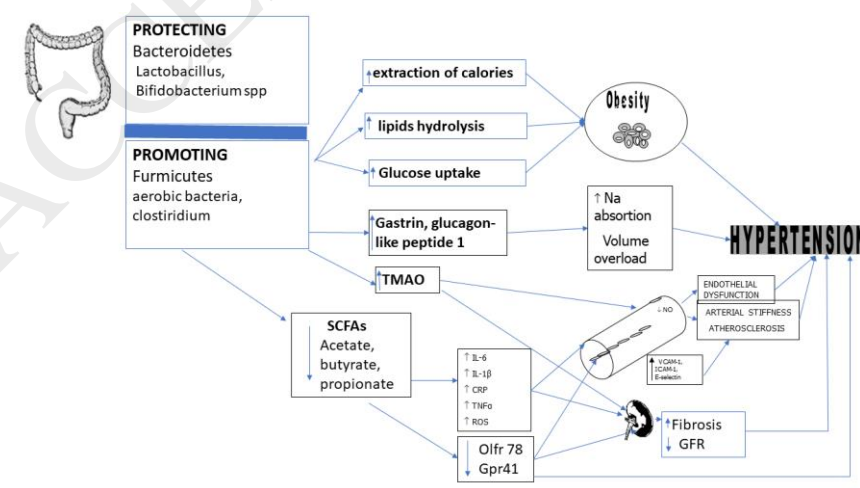 PROTECTING
Bacteroidetes
Lactobacillus,
Bifidobacterium spp
PROMOTING
Furmicutes
aerobic bacteria,
clostiridium
↑extraction of calories
↑ lipids hydrolysis
↑ Glucose uptake
Obesity
↑ Gastrin, glucagon-
like peptide 1
↑ Na
absortion
Volume
overload
HYPERTENSION
↑TMAO
↓ SCFAs
Acetate,
butyrate,
propionate
↑ IL-6
↑ IL-1β
↑ CRP
↑ TNFα
↑ ROS
↓ Olfr 78
Gpr41
↓ NO
ENDOTHELIAL
DYSFUNCTION
ARTERIAL STIFFNESS
ATHEROSCLEROSIS
↑ VCAM-1,
ICAM-1,
E-selectin
↑Fibrosis
↓ GFR